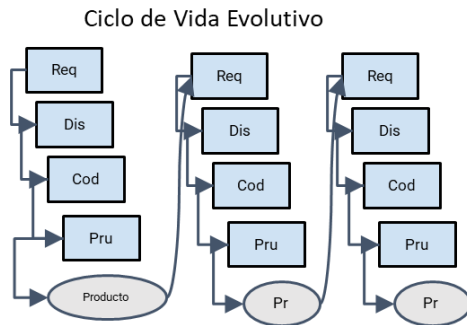 Ciclo de Vida Evolutivo
Req
Dis
Cod
Pru
Producto
Req
Dis
Cod
Pru
Pr
Req
Dis
Cod
Pru
Pr